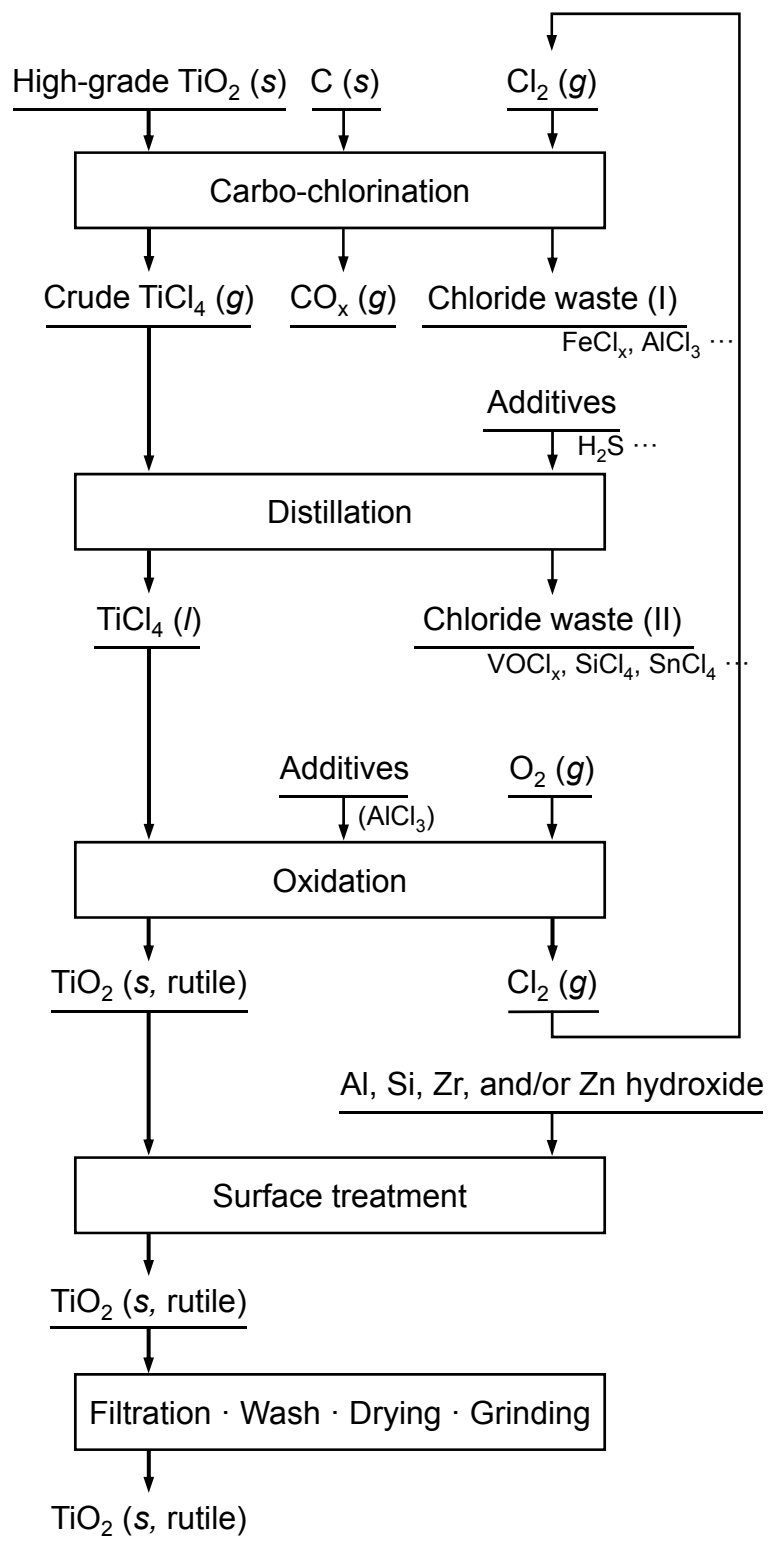 High-grade TiO₂ (s) C (s) Cl₂ (g)
Carbo-chlorination
Crude TiCl₄ (g) COₓ (g) Chloride waste (I)
FeClₓ, AlCl₃ ···
Additives
H₂S ···
Distillation
TiCl₄ (l) Chloride waste (II)
VOClₓ, SiCl₄, SnCl₄ ···
Additives O₂ (g)
(AlCl₃)
Oxidation
TiO₂ (s, rutile) Cl₂ (g)
Al, Si, Zr, and/or Zn hydroxide
Surface treatment
TiO₂ (s, rutile)
Filtration · Wash · Drying · Grinding
TiO₂ (s, rutile)